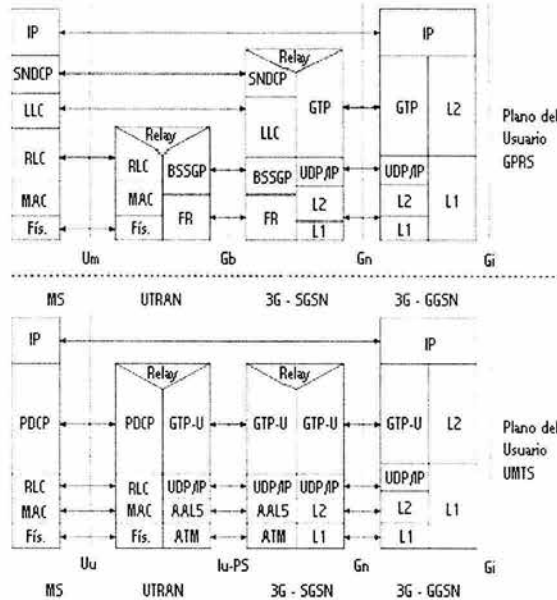 IP IP
Relay
SNDCP SNDCP
LLC GTP GTP L2
LLC
Plano del
Usuario
GPRS
Relay
RLC RLC BSSGP BSSGP UDP/IP UDP/IP
MAC MAC FR FR L2 L2 L1
Fís. Fís. L1 L1
Um Gb Gn Gi
MS UTRAN 3G - SGSN 3G - GGSN
IP IP
Relay Relay
PDCP PDCP GTP-U GTP-U GTP-U GTP-U L2
Plano del
Usuario
UMTS
RLC RLC UDP/IP UDP/IP UDP/IP UDP/IP
MAC MAC AAL5 AAL5 L2 L2 L1
Fís. Fís. ATM ATM L1 L1
Uu Iu-PS Gn Gi
MS UTRAN 3G - SGSN 3G - GGSN